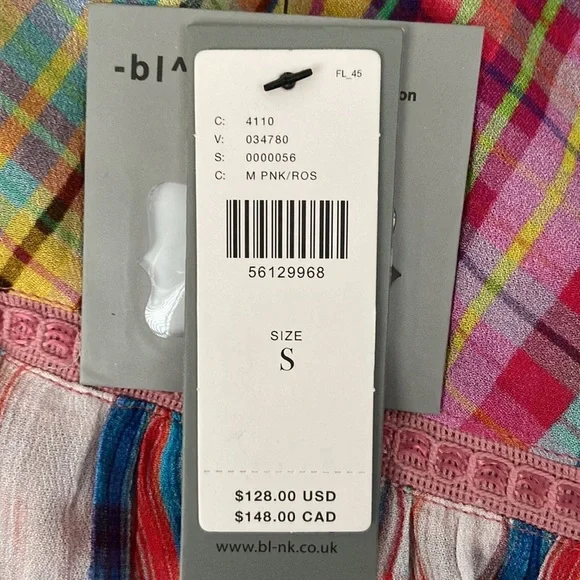 -bl^
on
FL_45
C: 4110
V: 034780
S: 0000056
C: M PNK/ROS
56129968
SIZE
S
$128.00 USD
$148.00 CAD
www.bl-nk.co.uk